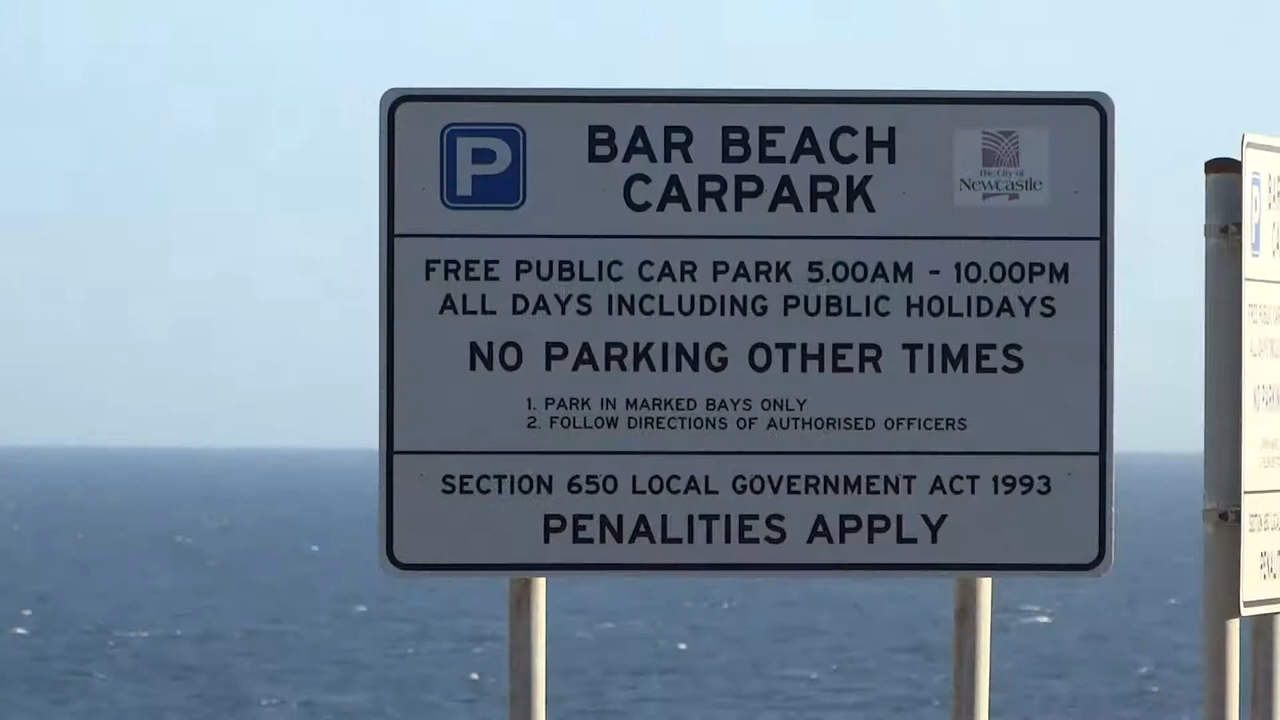 P
BAR BEACH
CARPARK
The City of
Newcastle
FREE PUBLIC CAR PARK 5.00AM - 10.00PM
ALL DAYS INCLUDING PUBLIC HOLIDAYS
NO PARKING OTHER TIMES
1. PARK IN MARKED BAYS ONLY
2. FOLLOW DIRECTIONS OF AUTHORISED OFFICERS
SECTION 650 LOCAL GOVERNMENT ACT 1993
PENALITIES APPLY
P